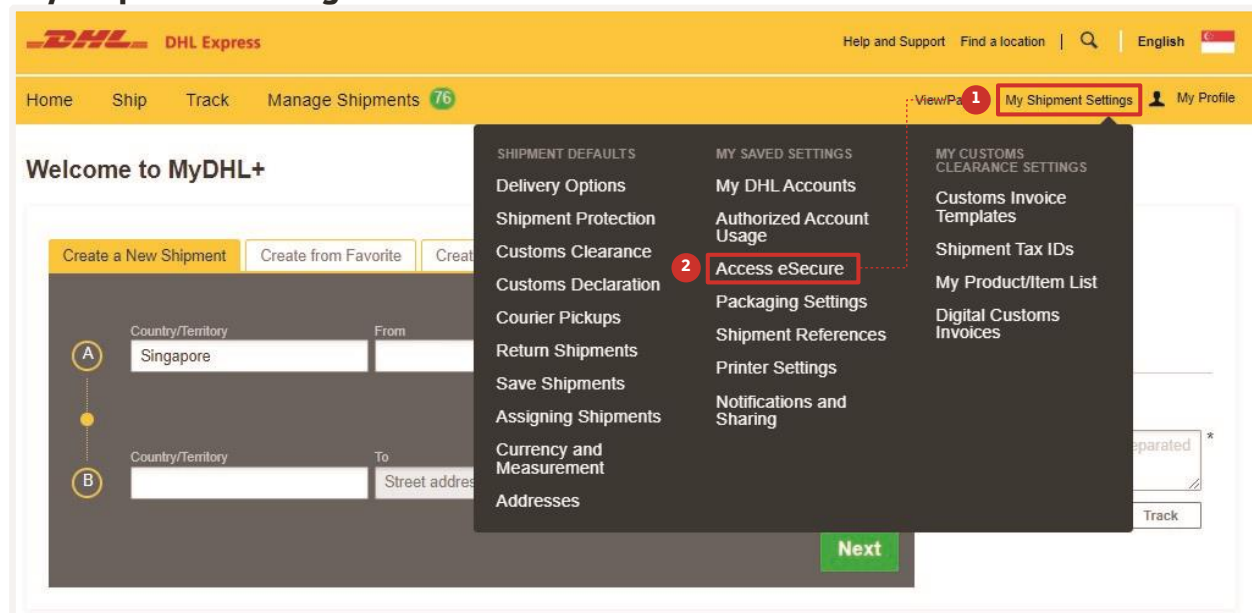 DHL DHL Express
Help and Support Find a location | English
Home Ship Track Manage Shipments 76
1 My Shipment Settings My Profile
Welcome to MyDHL+
Create a New Shipment Create from Favorite
Country/Territory From
A Singapore
Country/Territory To
B
Next
SHIPMENT DEFAULTS
Delivery Options
Shipment Protection
Customs Clearance
Customs Declaration
Courier Pickups
Return Shipments
Save Shipments
Assigning Shipments
Currency and
Measurement
Addresses
MY SAVED SETTINGS
My DHL Accounts
Authorized Account
Usage
2 Access eSecure
Packaging Settings
Shipment References
Printer Settings
Notifications and
Sharing
MY CUSTOMS
CLEARANCE SETTINGS
Customs Invoice
Templates
Shipment Tax IDs
My Product/Item List
Digital Customs
Invoices
*
Track